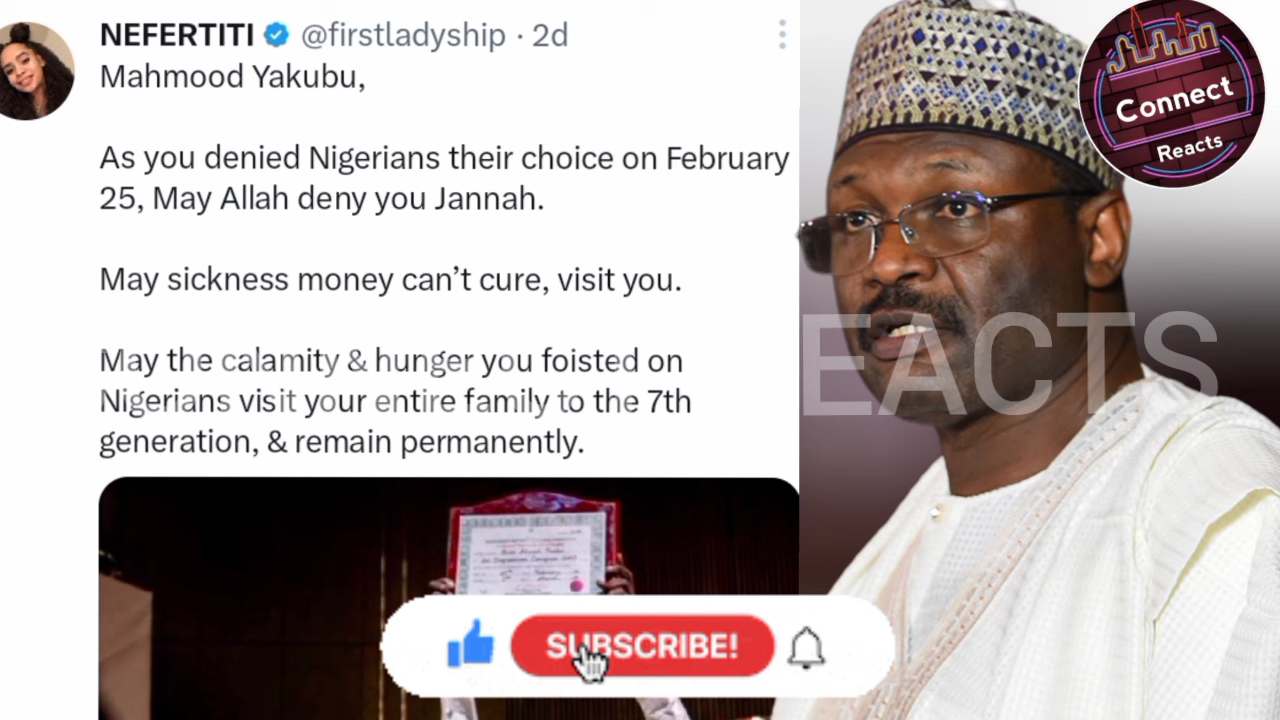 NEFERTITI @firstladyship · 2d
Mahmood Yakubu,
As you denied Nigerians their choice on February
25, May Allah deny you Jannah.
May sickness money can’t cure, visit you.
May the calamity & hunger you foisted on
Nigerians visit your entire family to the 7th
generation, & remain permanently.
Connect
Reacts
EACTS
SUBSCRIBE!